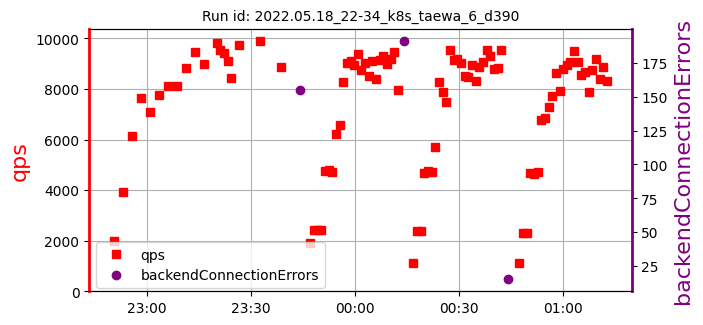 Run id: 2022.05.18_22-34_k8s_taewa_6_d390
10000
8000
6000
4000
2000
0
qps
175
150
125
100
75
50
25
backendConnectionErrors
qps
backendConnectionErrors
23:00 23:30 00:00 00:30 01:00